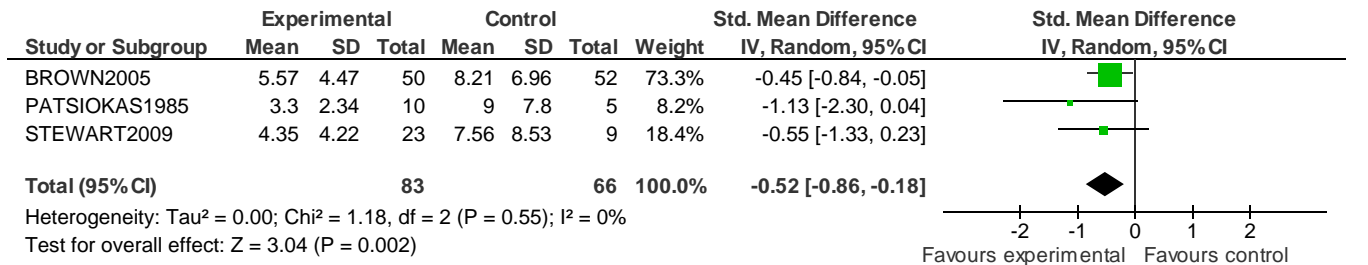 Experimental Control Std. Mean Difference Std. Mean Difference
Study or Subgroup Mean SD Total Mean SD Total Weight IV, Random, 95% CI IV, Random, 95% CI
BROWN2005 5.57 4.47 50 8.21 6.96 52 73.3% -0.45 [-0.84, -0.05]
PATSIOKAS1985 3.3 2.34 10 9 7.8 5 8.2% -1.13 [-2.30, 0.04]
STEWART2009 4.35 4.22 23 7.56 8.53 9 18.4% -0.55 [-1.33, 0.23]
Total (95% CI) 83 66 100.0% -0.52 [-0.86, -0.18]
Heterogeneity: Tau² = 0.00; Chi² = 1.18, df = 2 (P = 0.55); I² = 0%
Test for overall effect: Z = 3.04 (P = 0.002)
-2 -1 0 1 2
Favours experimental Favours control